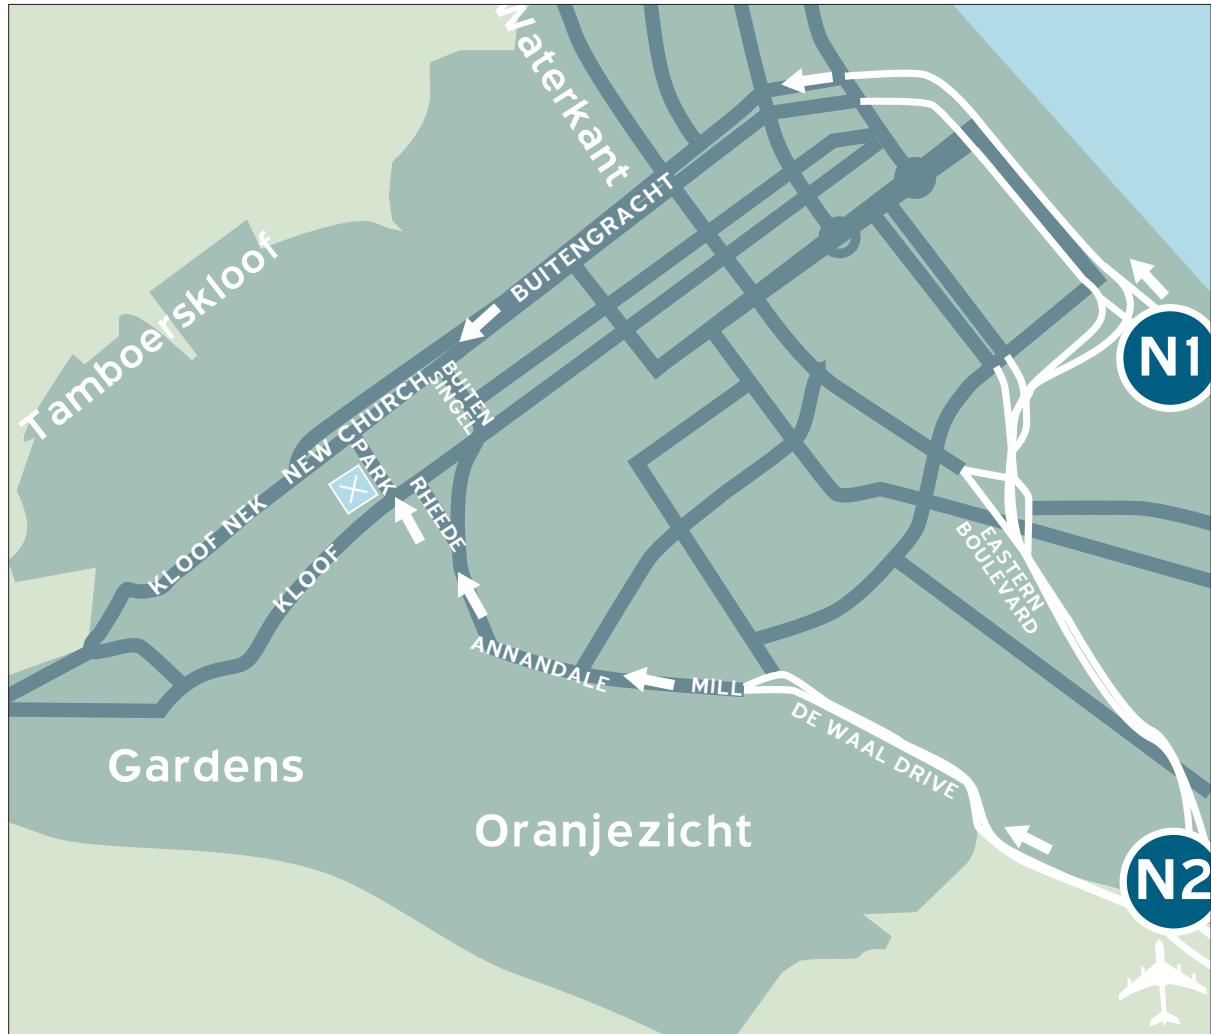 Waterkant
Tamboerskloof
BUITENGRACHT
N1
BUITEN
SINGEL
NEW CHURCH
PARK
KLOOF NEK
RHEEDE
KLOOF
EASTERN
BOULEVARD
ANNANDALE
MILL
DE WAAL DRIVE
Gardens
Oranjezicht
N2